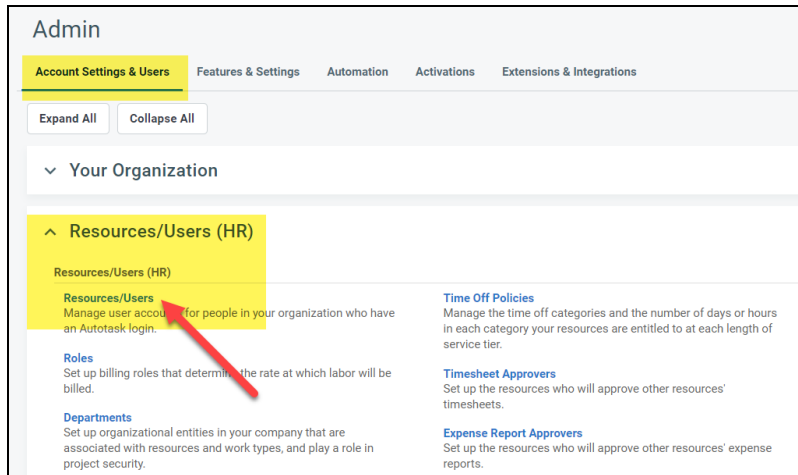 Admin
Account Settings & Users
Features & Settings
Automation
Activations
Extensions & Integrations
Expand All
Collapse All
Your Organization
Resources/Users (HR)
Resources/Users (HR)
Resources/Users
Manage user accounts for people in your organization who have
an Autotask login.
Roles
Set up billing roles that determine the rate at which labor will be
billed.
Departments
Set up organizational entities in your company that are
associated with resources and work types, and play a role in
project security.
Time Off Policies
Manage the time off categories and the number of days or hours
in each category your resources are entitled to at each length of
service tier.
Timesheet Approvers
Set up the resources who will approve other resources'
timesheets.
Expense Report Approvers
Set up the resources who will approve other resources' expense
reports.